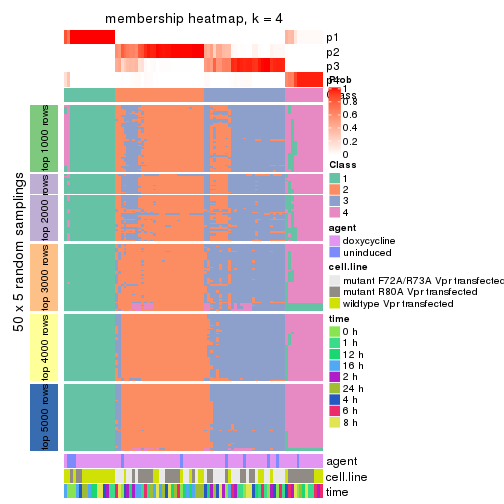 membership heatmap, k = 4
p1
p2
p3
p4
Prob
1
0.8
0.6
0.4
0.2
0
Class
Class
1
2
3
4
agent
doxycycline
uninduced
cell.line
mutant F72A/R73A Vpr transfected
mutant R80A Vpr transfected
wildtype Vpr transfected
time
0 h
1 h
12 h
16 h
2 h
24 h
4 h
6 h
8 h
50 x 5 random samplings
top 1000 rows
top 2000 rows
top 3000 rows
top 4000 rows
top 5000 rows
agent
cell.line
time